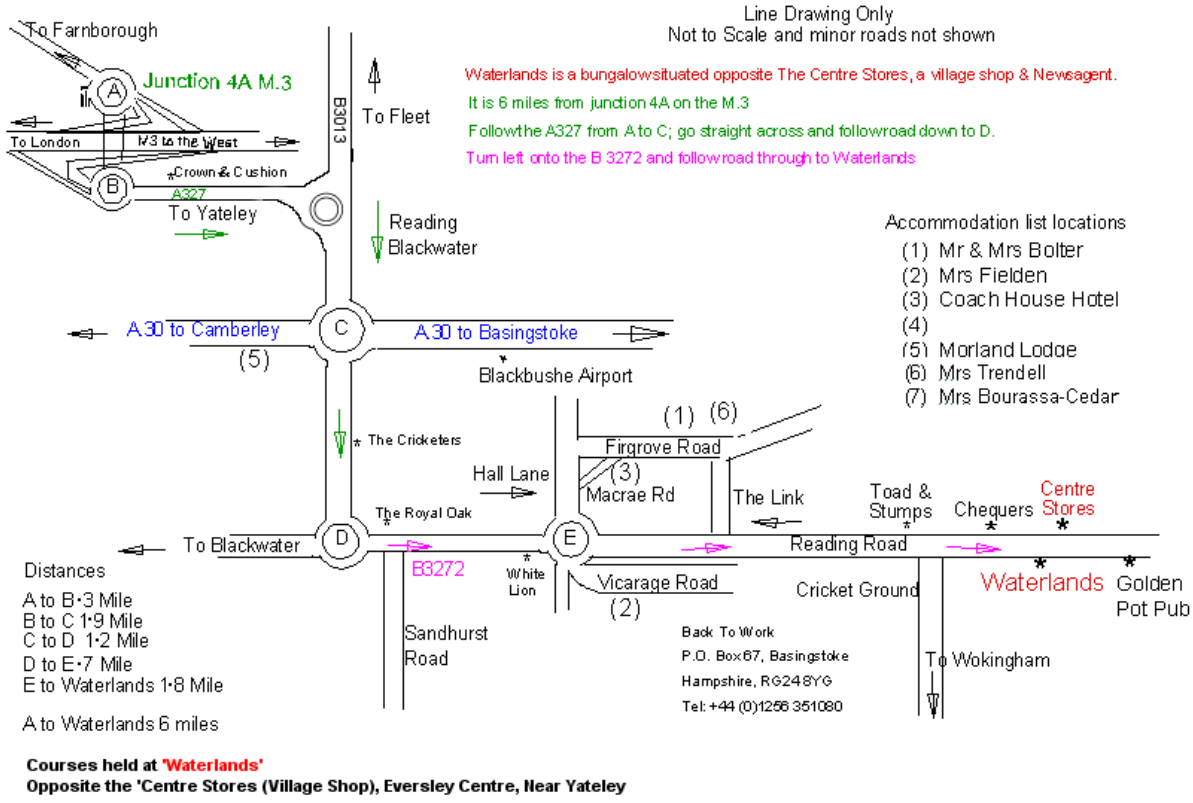 Line Drawing Only
Not to Scale and minor roads not shown
To Farnborough
Junction 4A M.3
A
B3013
To Fleet
To London
M3 to the West
Crown & Cushion
B
A327
To Yateley
Reading
Blackwater
Waterlands is a bungalowsituated opposite The Centre Stores, a village shop & Newsagent.
It is 6 miles from junction 4A on the M.3
Followthe A327 from A to C; go straight across and followroad down to D.
Turn left onto the B 3272 and followroad through to Waterlands
Accommodation list locations
(1) Mr & Mrs Bolter
(2) Mrs Fielden
(3) Coach House Hotel
(4)
(5) Morland Lodge
(6) Mrs Trendell
(7) Mrs Bourassa-Cedar
A.30 to Camberley
C
A.30 to Basingstoke
(5)
* Blackbushe Airport
* The Cricketers
(1) (6)
Firgrove Road
Hall Lane
(3)
Macrae Rd
The Link
Toad &
Stumps
*
Chequers
*
Centre
Stores
*
The Royal Oak
*
To Blackwater
D
E
Reading Road
B3272
*
White
Lion
Vicarage Road
(2)
Cricket Ground
*
Waterlands
*
Golden
Pot Pub
Sandhurst
Road
To Wokingham
Distances
A to B·3 Mile
B to C 1·9 Mile
C to D 1·2 Mile
D to E·7 Mile
E to Waterlands 1·8 Mile
A to Waterlands 6 miles
Back To Work
P.O. Box 67, Basingstoke
Hampshire, RG24 8YG
Tel: +44 (0)1256 351080
Courses held at 'Waterlands'
Opposite the 'Centre Stores (Village Shop), Eversley Centre, Near Yateley